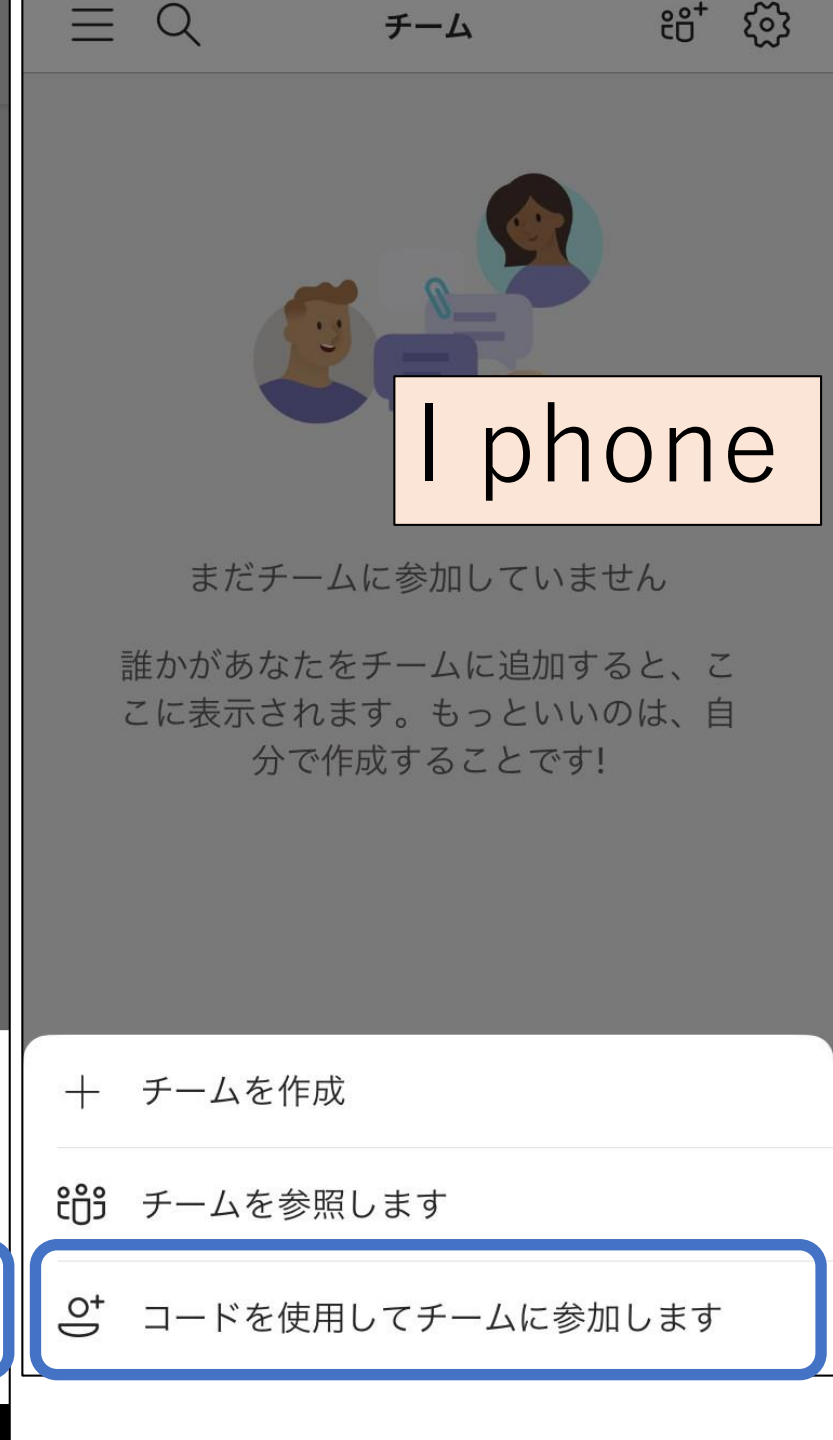 チーム
I phone
まだチームに参加していません
誰かがあなたをチームに追加すると、こ
こに表示されます。もっといいのは、自
分で作成することです!
チームを作成
チームを参照します
コードを使用してチームに参加します